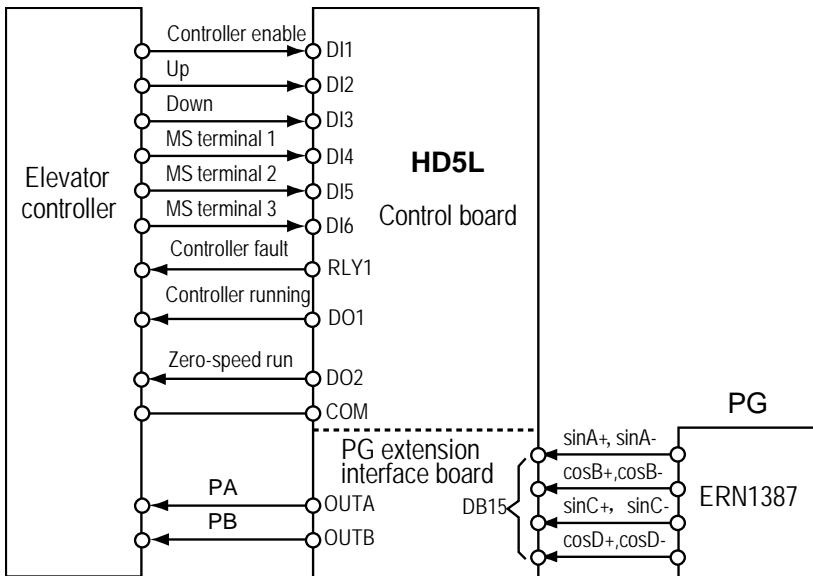 Controller enable
DI1
Up
DI2
Down
DI3
MS terminal 1
DI4
MS terminal 2
DI5
MS terminal 3
DI6
Controller fault
RLY1
Controller running
DO1
Zero-speed run
DO2
COM
Elevator
controller
HD5L
Control board
PG extension
interface board
PA
OUTA
PB
OUTB
DB15
sinA+, sinA-
cosB+,cosB-
sinC+, sinC-
cosD+,cosD-
PG
ERN1387